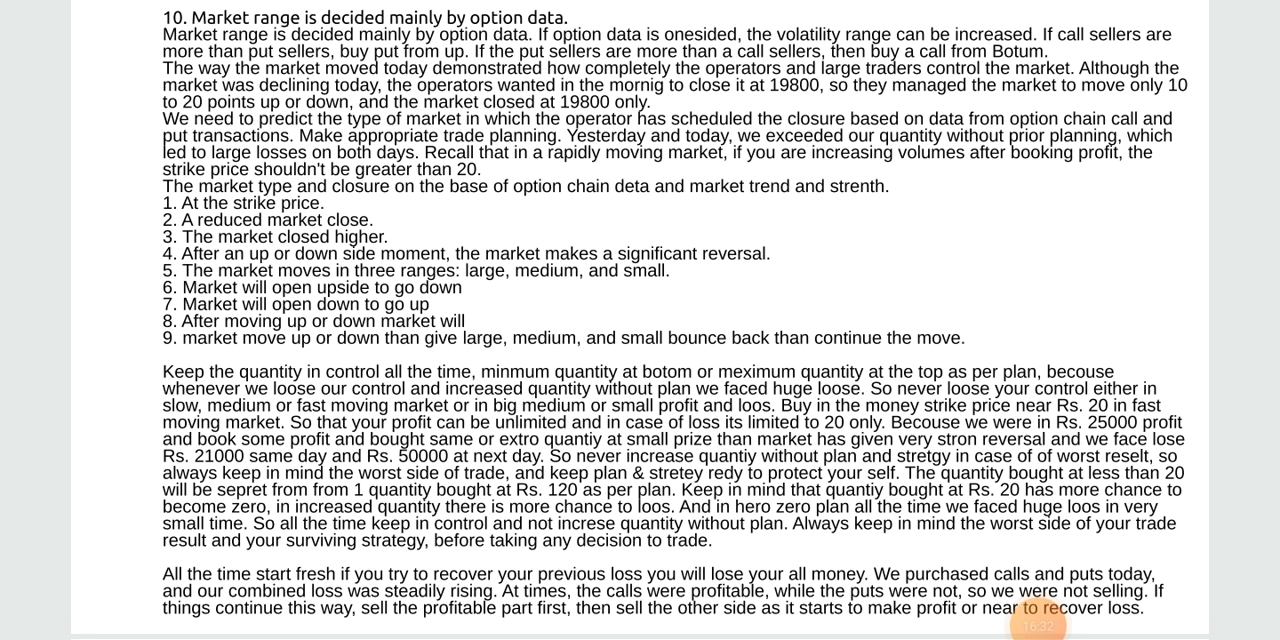 10. Market range is decided mainly by option data.
Market range is decided mainly by option data. If option data is onesided, the volatility range can be increased. If call sellers are
more than put sellers, buy put from up. If the put sellers are more than a call sellers, then buy a call from Botum.
The way the market moved today demonstrated how completely the operators and large traders control the market. Although the
market was declining today, the operators wanted in the mornig to close it at 19800, so they managed the market to move only 10
to 20 points up or down, and the market closed at 19800 only.
We need to predict the type of market in which the operator has scheduled the closure based on data from option chain call and
put transactions. Make appropriate trade planning. Yesterday and today, we exceeded our quantity without prior planning, which
led to large losses on both days. Recall that in a rapidly moving market, if you are increasing volumes after booking profit, the
strike price shouldn't be greater than 20.
The market type and closure on the base of option chain deta and market trend and strenth.
1. At the strike price.
2. A reduced market close.
3. The market closed higher.
4. After an up or down side moment, the market makes a significant reversal.
5. The market moves in three ranges: large, medium, and small.
6. Market will open upside to go down
7. Market will open down to go up
8. After moving up or down market will
9. market move up or down than give large, medium, and small bounce back than continue the move.
Keep the quantity in control all the time, minmum quantity at botom or meximum quantity at the top as per plan, becouse
whenever we loose our control and increased quantity without plan we faced huge loose. So never loose your control either in
slow, medium or fast moving market or in big medium or small profit and loos. Buy in the money strike price near Rs. 20 in fast
moving market. So that your profit can be unlimited and in case of loss its limited to 20 only. Becouse we were in Rs. 25000 profit
and book some profit and bought same or extro quantiy at small prize than market has given very stron reversal and we face lose
Rs. 21000 same day and Rs. 50000 at next day. So never increase quantiy without plan and stretgy in case of of worst reselt, so
always keep in mind the worst side of trade, and keep plan & stretey redy to protect your self. The quantity bought at less than 20
will be sepret from from 1 quantity bought at Rs. 120 as per plan. Keep in mind that quantiy bought at Rs. 20 has more chance to
become zero, in increased quantity there is more chance to loos. And in hero zero plan all the time we faced huge loos in very
small time. So all the time keep in control and not increse quantity without plan. Always keep in mind the worst side of your trade
result and your surviving strategy, before taking any decision to trade.
All the time start fresh if you try to recover your previous loss you will lose your all money. We purchased calls and puts today,
and our combined loss was steadily rising. At times, the calls were profitable, while the puts were not, so we were not selling. If
things continue this way, sell the profitable part first, then sell the other side as it starts to make profit or near to recover loss.
16:32